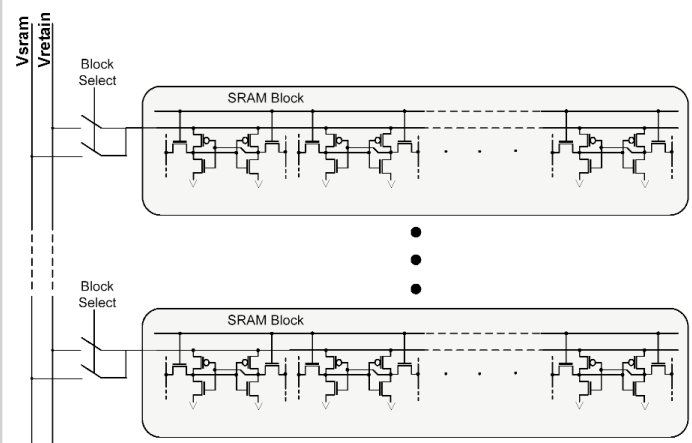 Vsram
Vretain
Block
Select
SRAM Block
Block
Select
SRAM Block